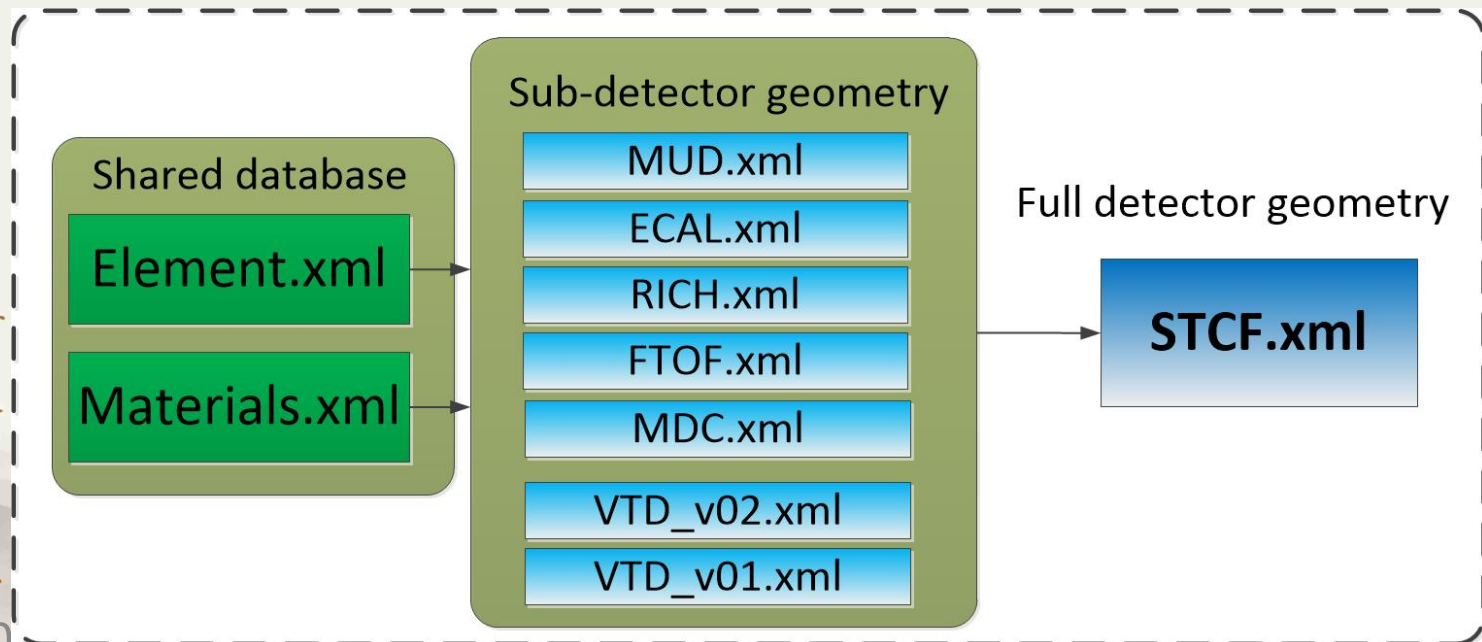 Shared database
Element.xml
Materials.xml
Sub-detector geometry
MUD.xml
ECAL.xml
RICH.xml
FTOF.xml
MDC.xml
VTD_v02.xml
VTD_v01.xml
Full detector geometry
STCF.xml